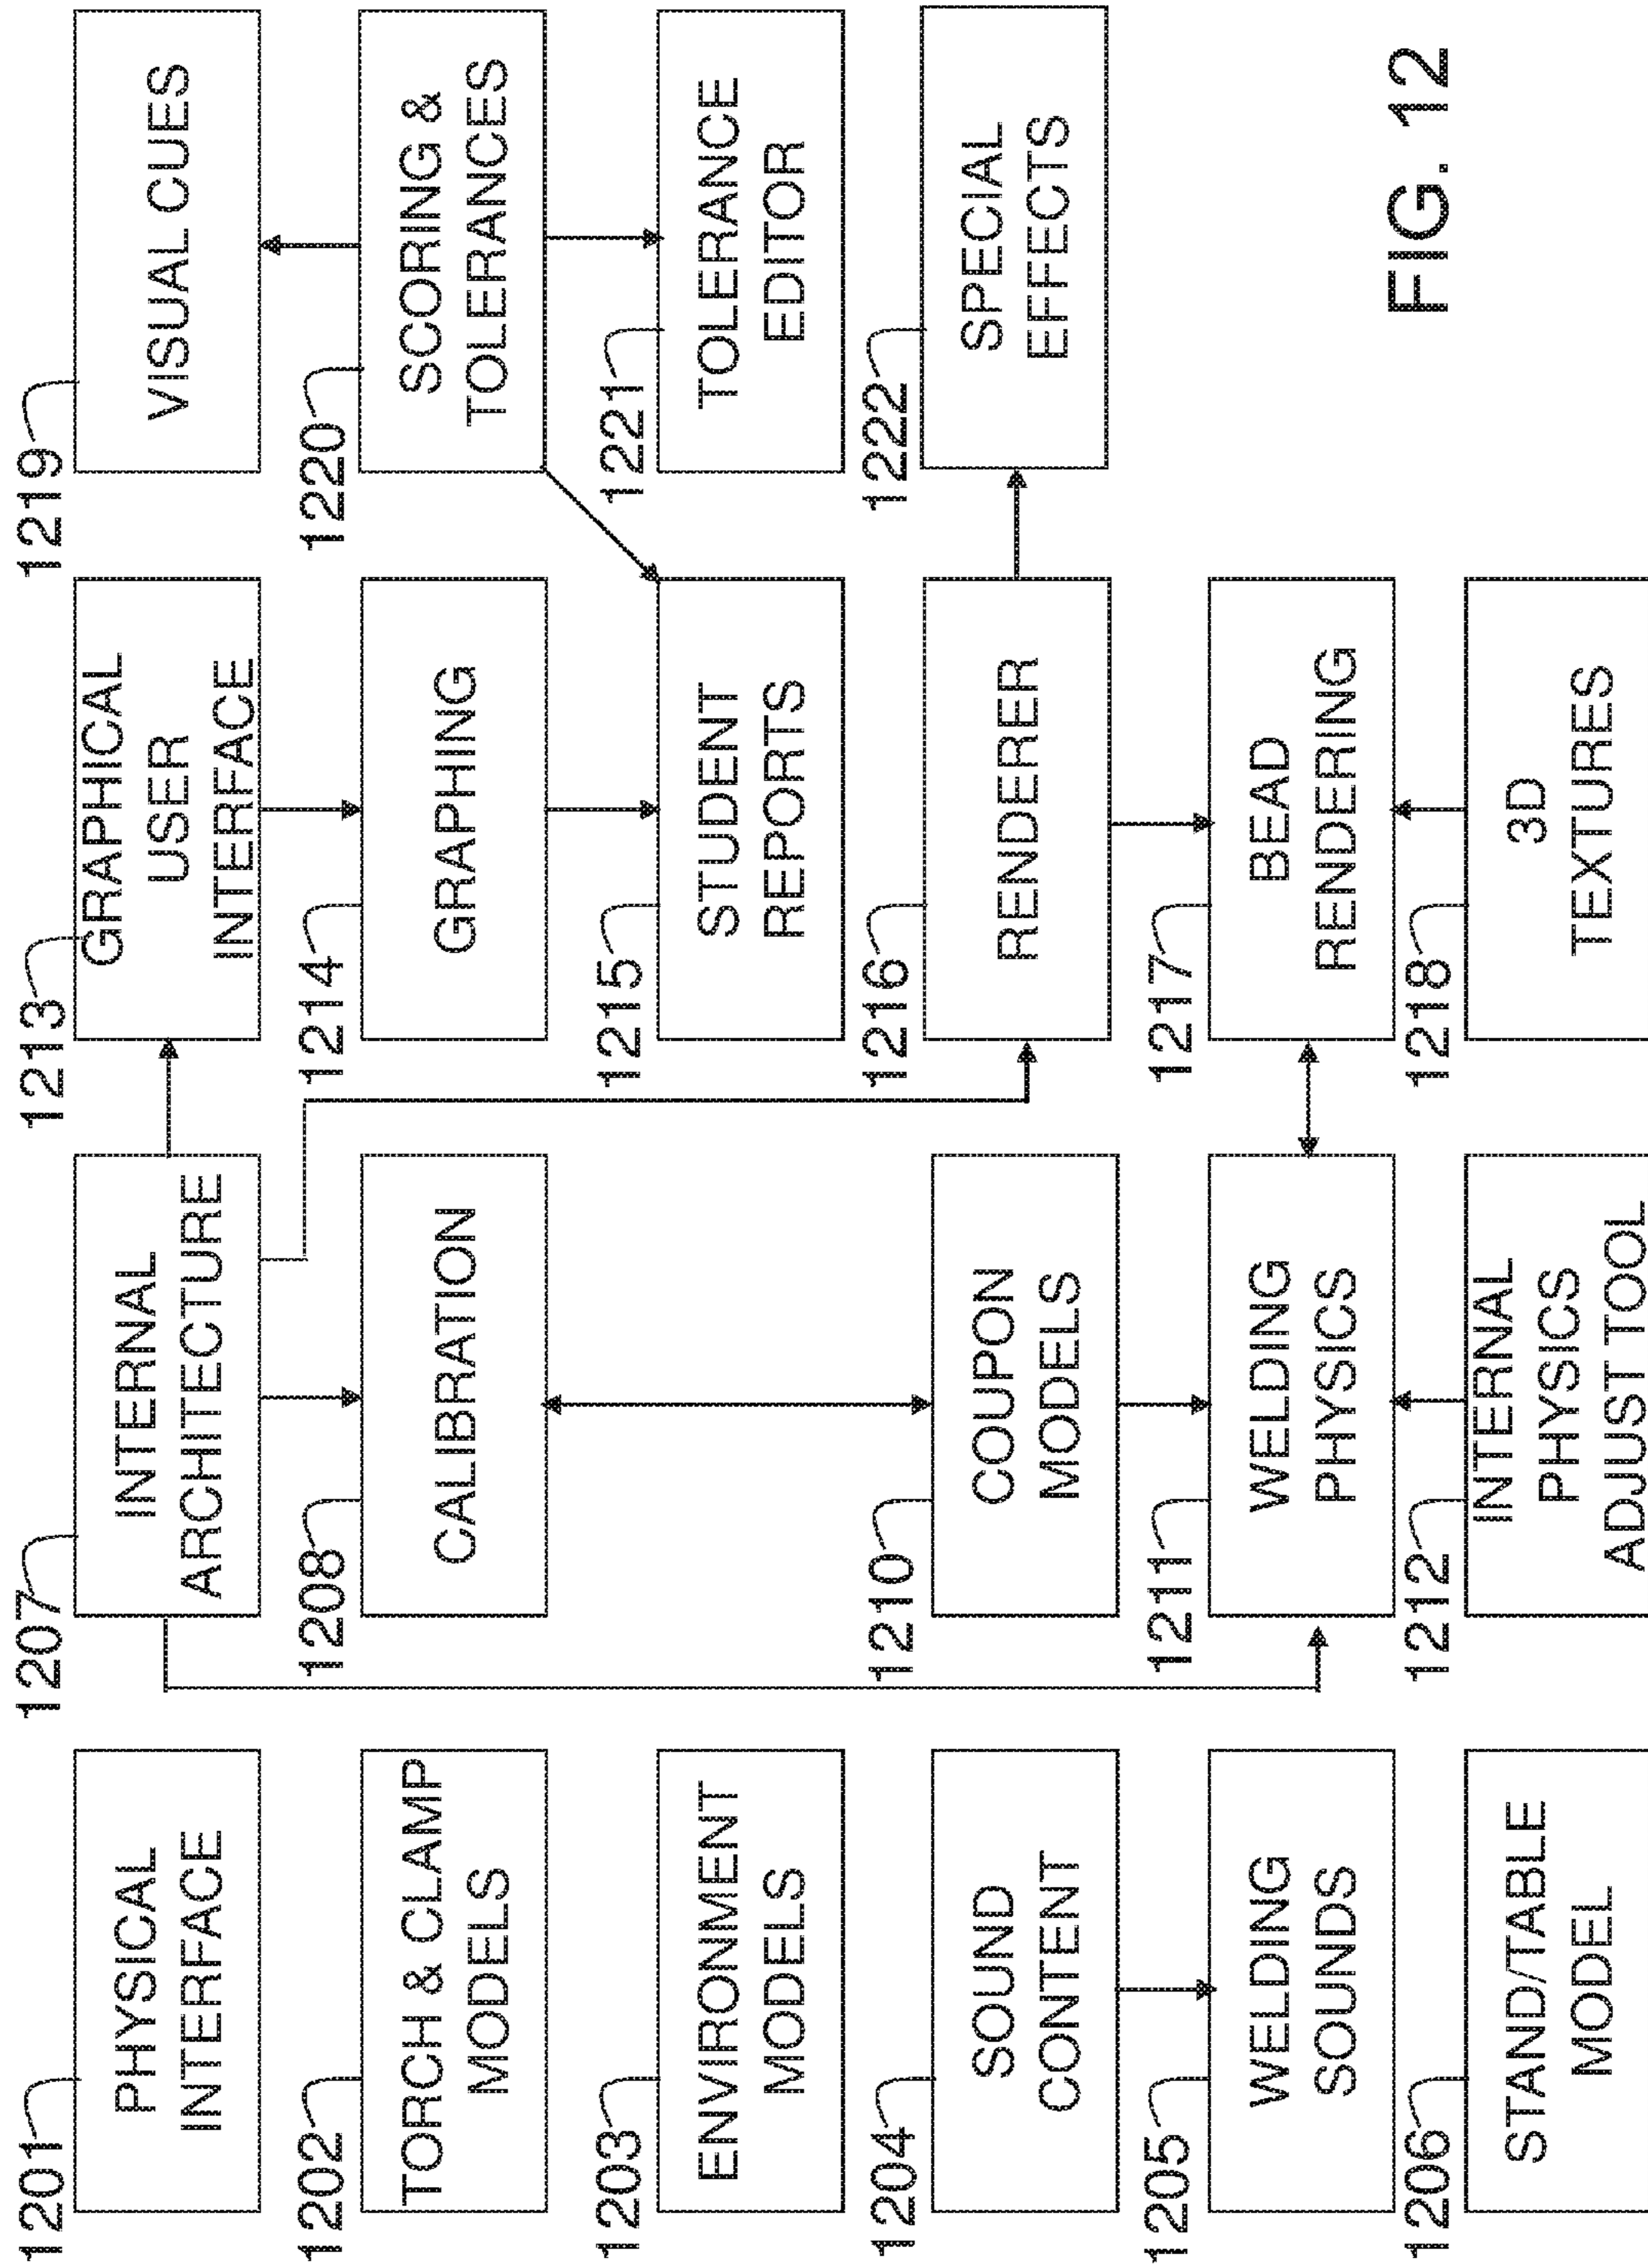 1201
PHYSICAL
INTERFACE
1202
TORCH & CLAMP
MODELS
1203
ENVIRONMENT
MODELS
1204
SOUND
CONTENT
1205
WELDING
SOUNDS
1206
STAND/TABLE
MODEL
1207
INTERNAL
ARCHITECTURE
1208
CALIBRATION
1210
COUPON
MODELS
1211
WELDING
PHYSICS
1212
INTERNAL
PHYSICS
ADJUST TOOL
1213
GRAPHICAL
USER
INTERFACE
1214
GRAPHING
1215
STUDENT
REPORTS
1216
RENDERER
1217
BEAD
RENDERING
1218
3D
TEXTURES
1219
VISUAL CUES
1220
SCORING &
TOLERANCES
1221
TOLERANCE
EDITOR
1222
SPECIAL
EFFECTS
FIG. 12